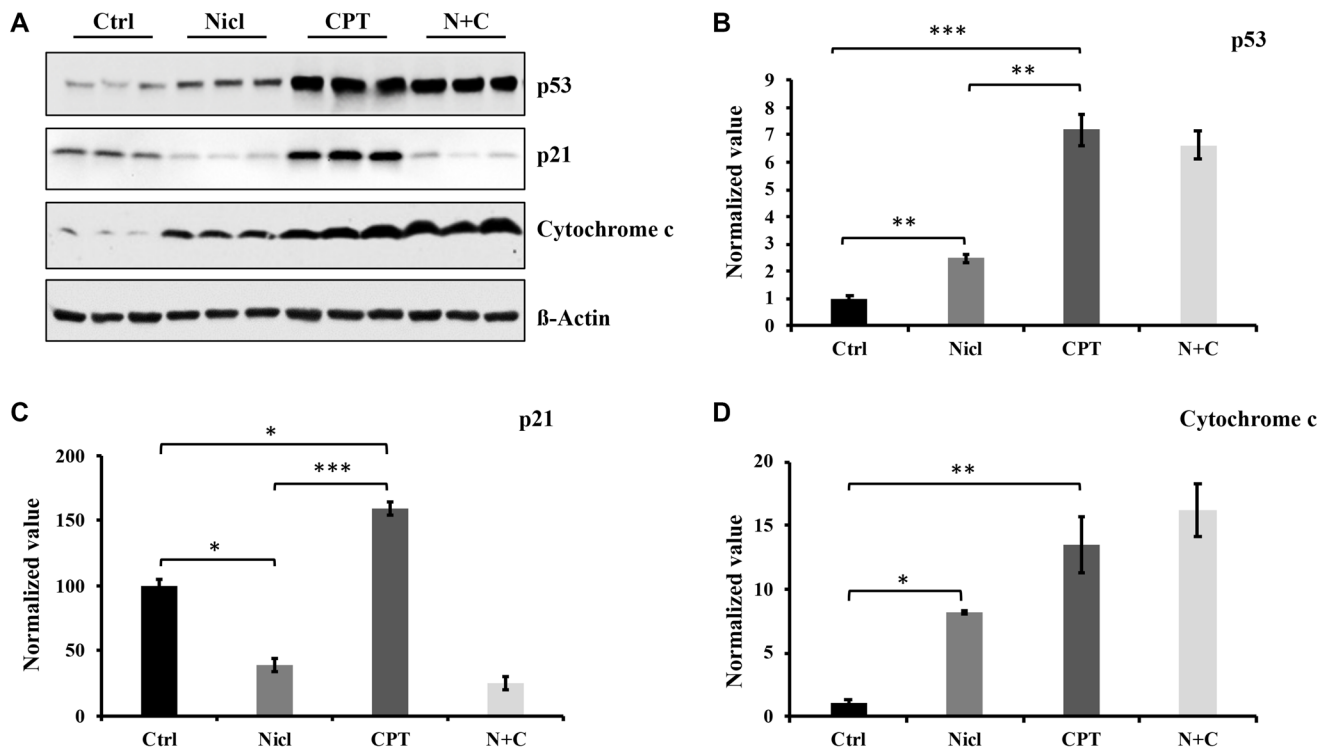 A
Ctrl Nicl CPT N+C
p53
p21
Cytochrome c
ß-Actin
B
p53
***
**
**
Normalized value
9
8
7
6
5
4
3
2
1
0
Ctrl Nicl CPT N+C
C
p21
*
***
*
Normalized value
200
150
100
50
0
Ctrl Nicl CPT N+C
D
Cytochrome c
**
*
Normalized value
20
15
10
5
0
Ctrl Nicl CPT N+C